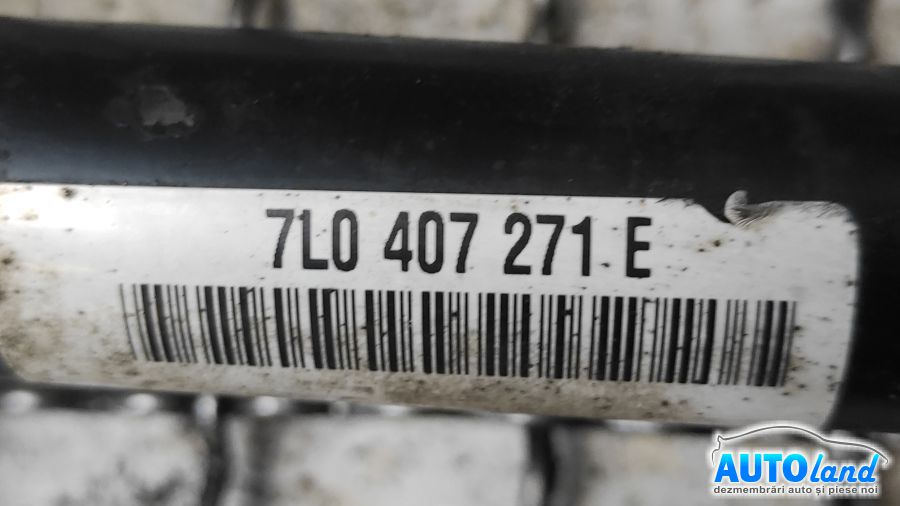 7L0 407 271 E
AUTOland
dezmembrări auto și piese noi